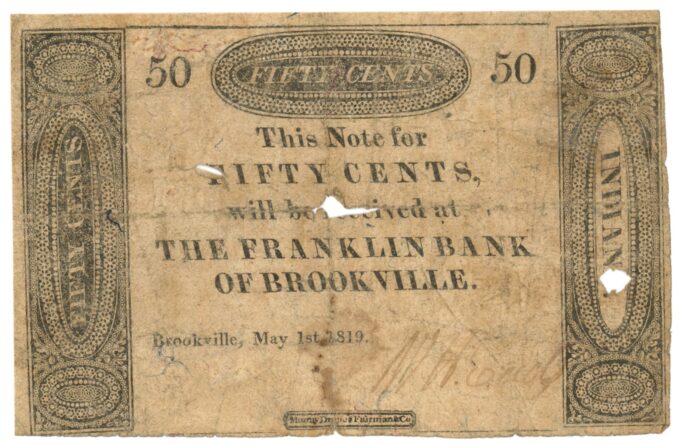 50 FIFTY CENTS 50
This Note for
FIFTY CENTS,
will be received at
THE FRANKLIN BANK
OF BROOKVILLE.
Brookville, May 1st, 1819.
Murray Draper Fairman & Co
FIFTY CENTS
INDIANA